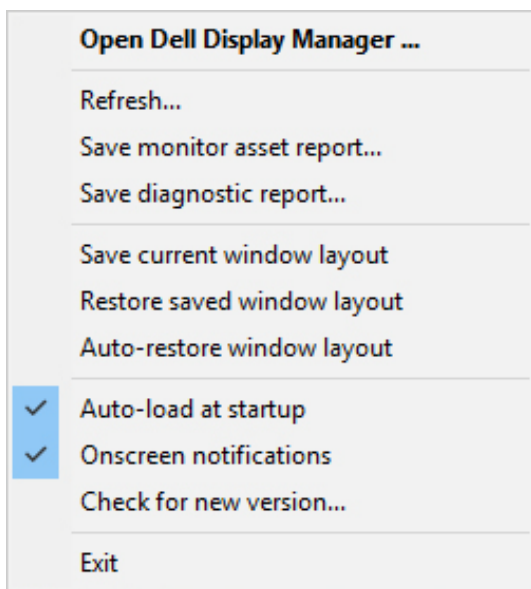 Open Dell Display Manager ...
Refresh...
Save monitor asset report...
Save diagnostic report...
Save current window layout
Restore saved window layout
Auto-restore window layout
Auto-load at startup
Onscreen notifications
Check for new version...
Exit